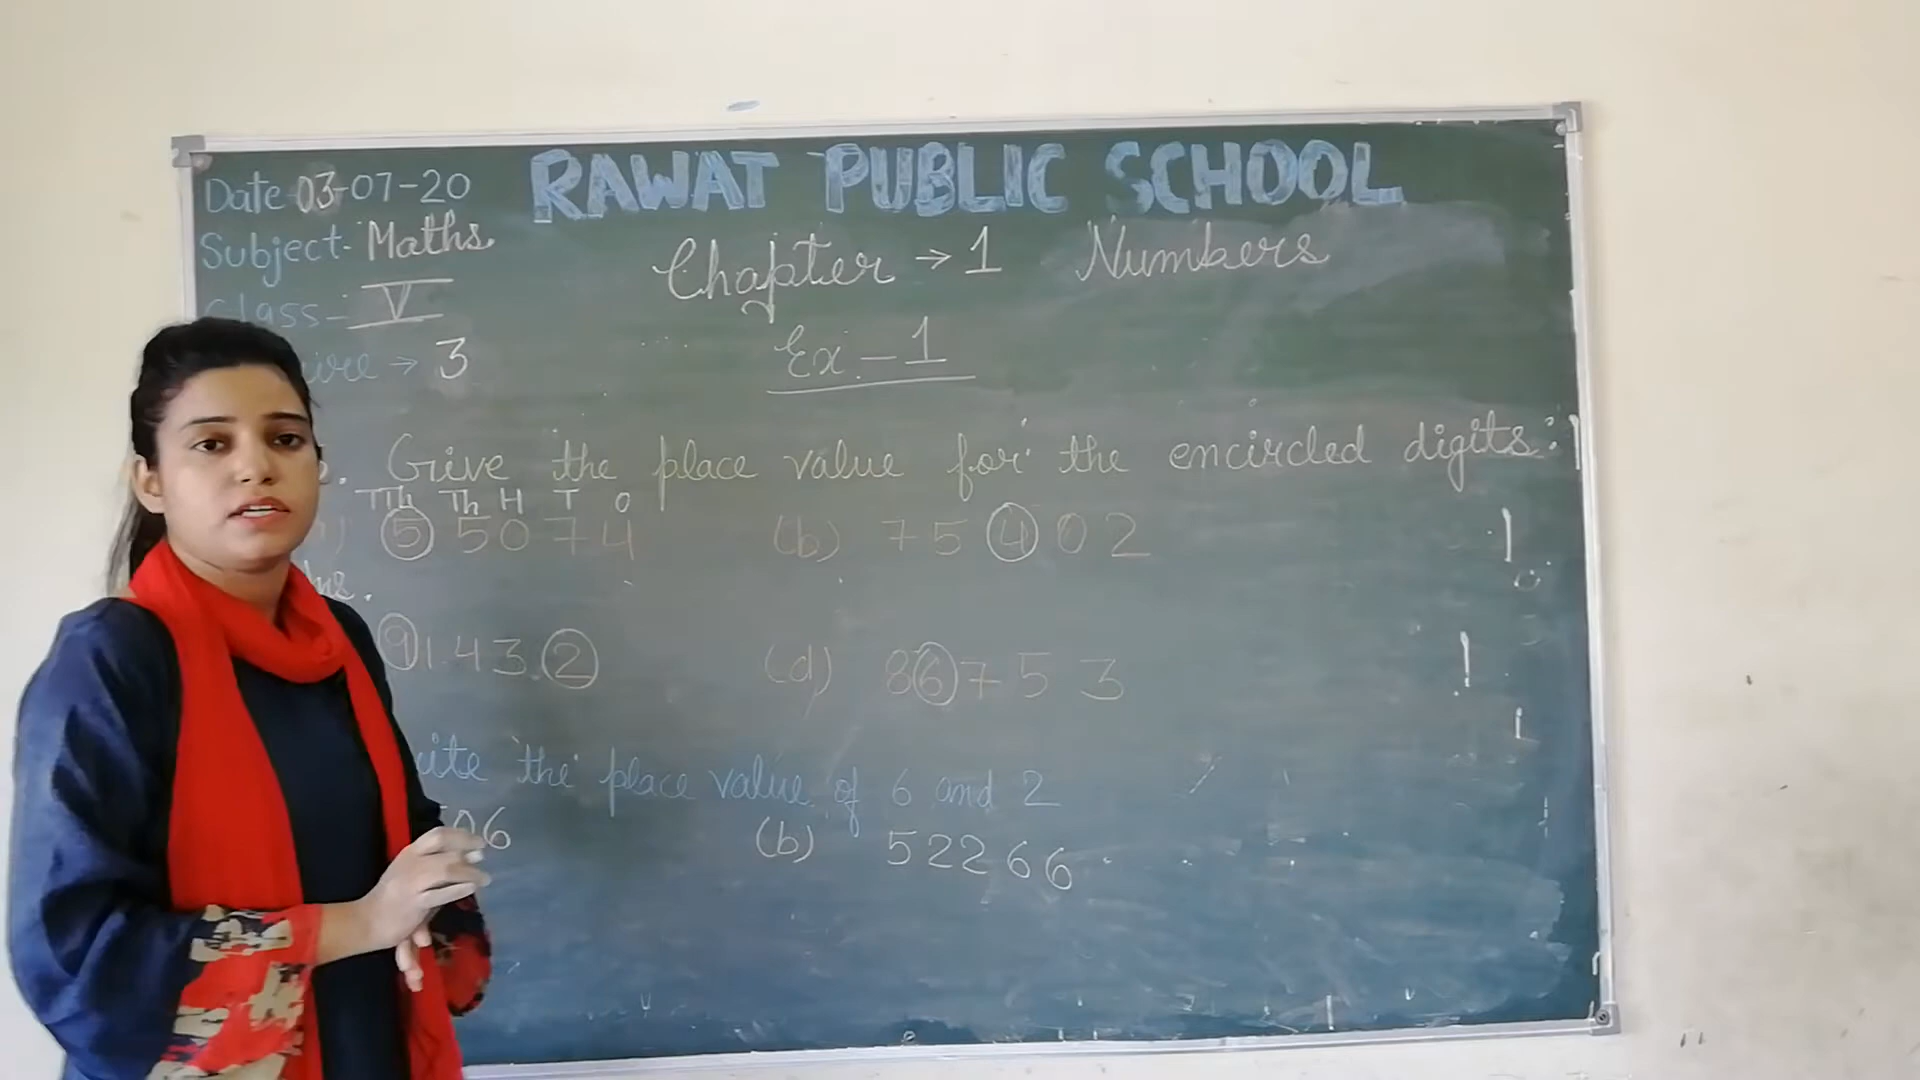 RAWAT PUBLIC SCHOOL
Date-03-07-20
Subject- Maths
Class- V
→ 3
Chapter → 1 Numbers
Ex - 1
Give the place value for the encircled digits:
TTh Th H T O
5 5 0 7 4 (b) 7 5 4 0 2
Ans.
9 1 4 3 2 (d) 8 6 7 5 3
the place value of 6 and 2
06 (b) 5 2 2 6 6